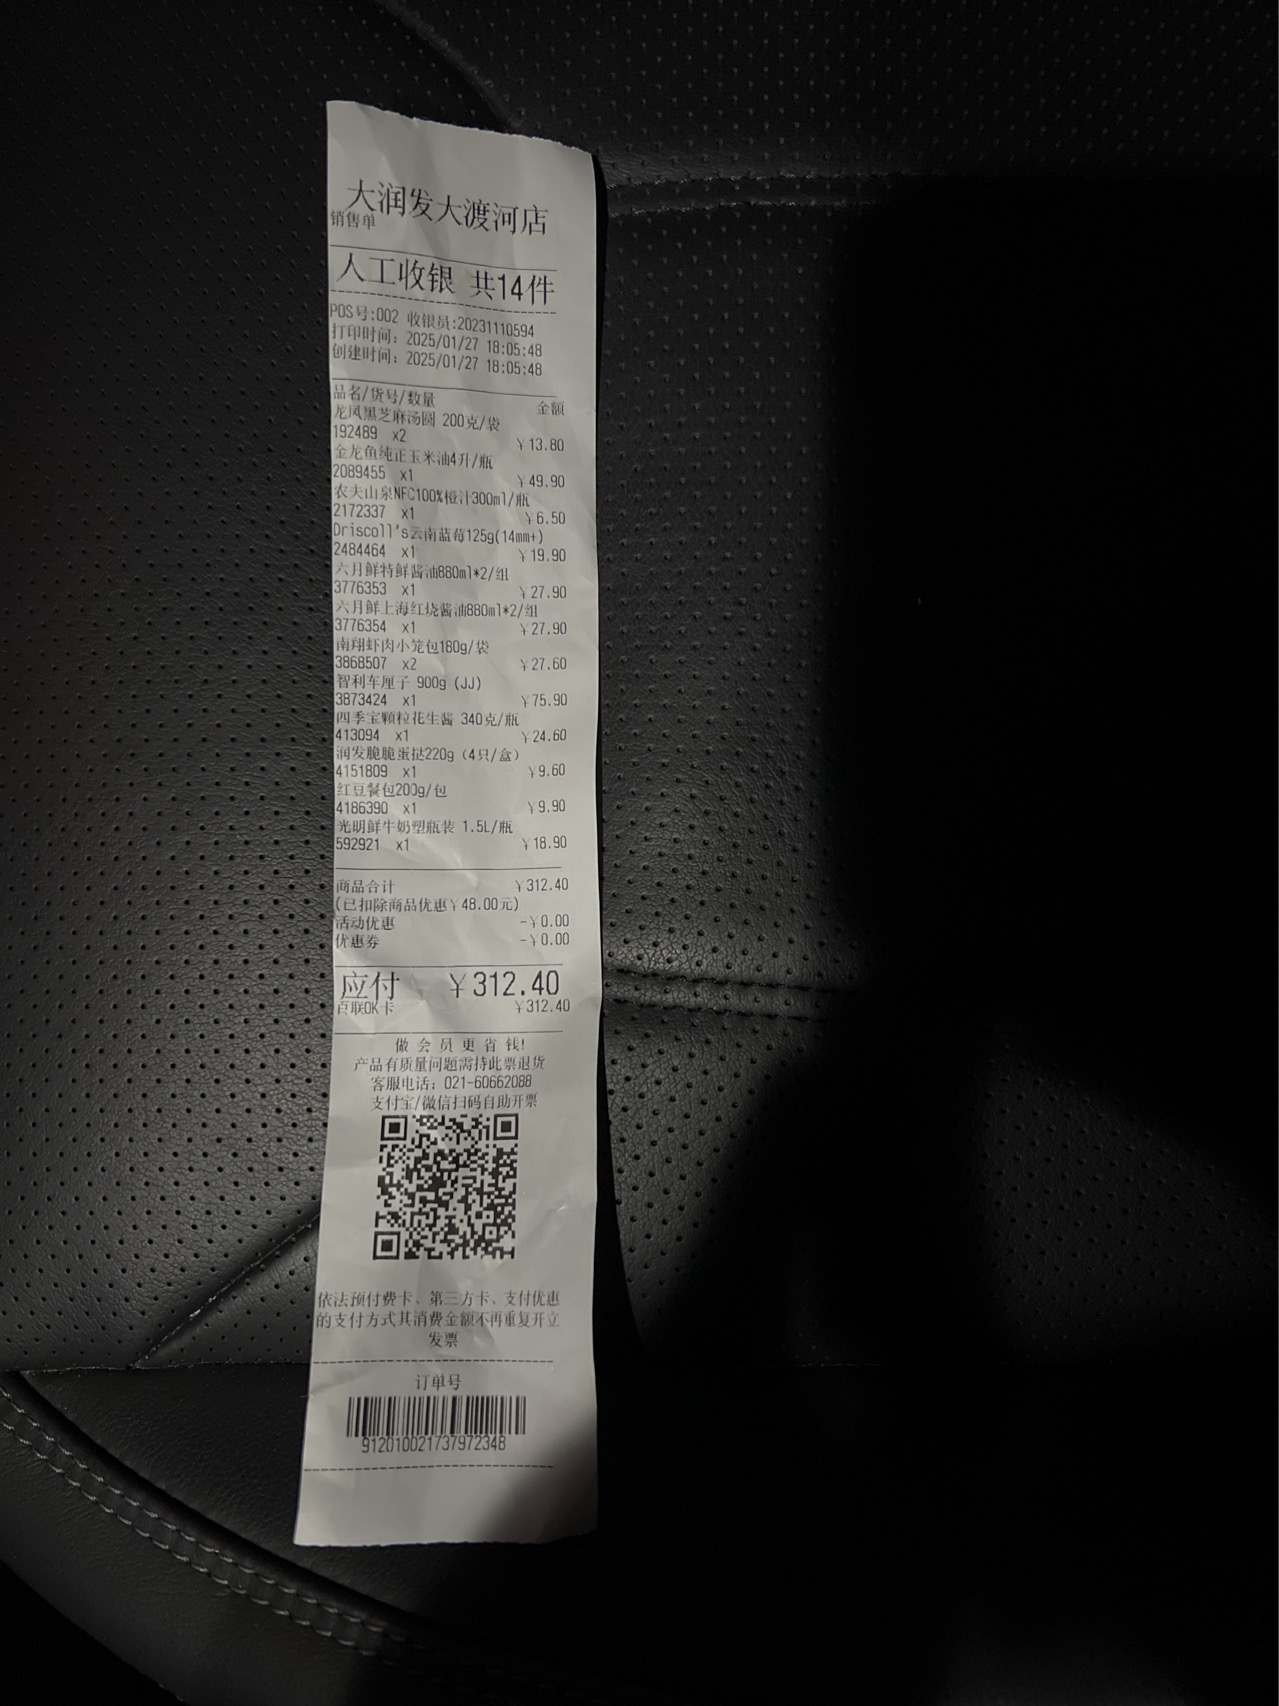 大润发大渡河店
销售单
人工收银 共14件
POS号:002 收银员:20231110594
打印时间: 2025/01/27 18:05:48
创建时间: 2025/01/27 18:05:48
品名/货号/数量 金额
龙凤黑芝麻汤圆 200克/袋
192489 x2 ¥13.80
金龙鱼纯正玉米油4升/瓶
2089455 x1 ¥49.90
农夫山泉NFC100%橙汁300ml/瓶
2172337 x1 ¥6.50
Driscoll's云南蓝莓125g(14mm+)
2484464 x1 ¥19.90
六月鲜特鲜酱油880ml*2/组
3776353 x1 ¥27.90
六月鲜上海红烧酱油880ml*2/组
3776354 x1 ¥27.90
南翔虾肉小笼包180g/袋
3868507 x2 ¥27.60
智利车厘子 900g (JJ)
3873424 x1 ¥75.90
四季宝颗粒花生酱 340克/瓶
413094 x1 ¥24.60
润发脆脆蛋挞220g (4只/盒)
4151809 x1 ¥9.60
红豆餐包200g/包
4186390 x1 ¥9.90
光明鲜牛奶塑瓶装 1.5L/瓶
592921 x1 ¥18.90
商品合计 ¥312.40
(已扣除商品优惠¥48.00元)
活动优惠 -¥0.00
优惠券 -¥0.00
应付 ¥312.40
百联OK卡 ¥312.40
做会员更省钱!
产品有质量问题需持此票退货
客服电话: 021-60662088
支付宝/微信扫码自助开票
依法预付费卡、第三方卡、支付优惠
的支付方式其消费金额不再重复开立
发票
订单号
912010021737972348